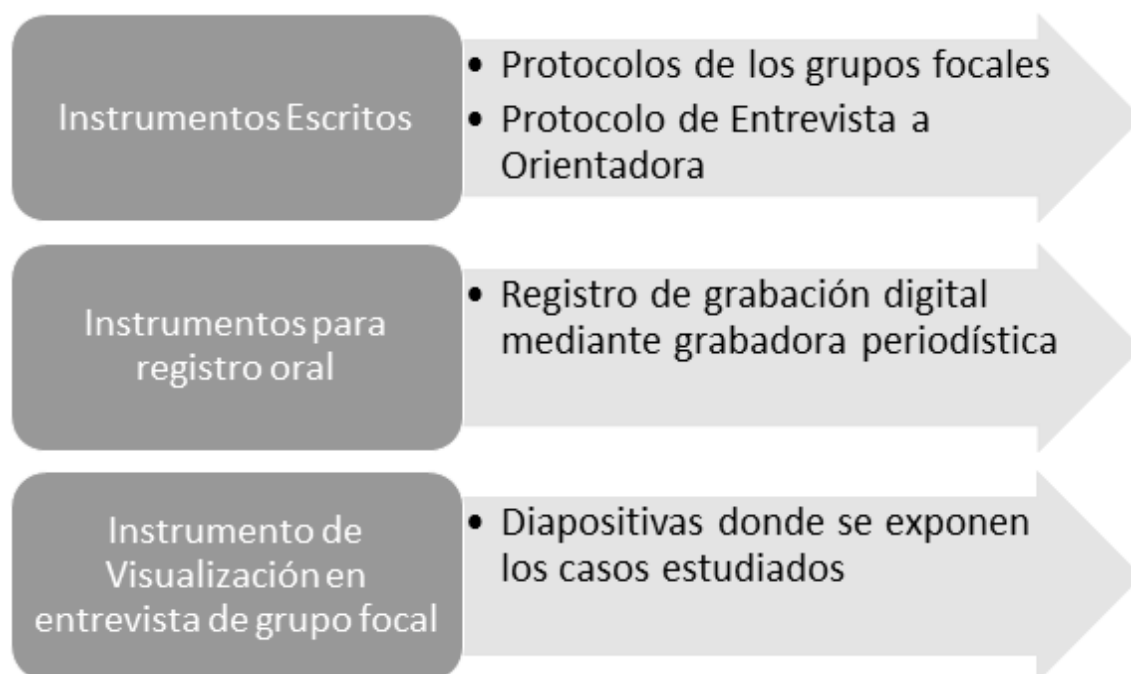 Instrumentos Escritos
• Protocolos de los grupos focales
• Protocolo de Entrevista a
Orientadora
Instrumentos para
registro oral
• Registro de grabación digital
mediante grabadora periodística
Instrumento de
Visualización en
entrevista de grupo focal
• Diapositivas donde se exponen
los casos estudiados